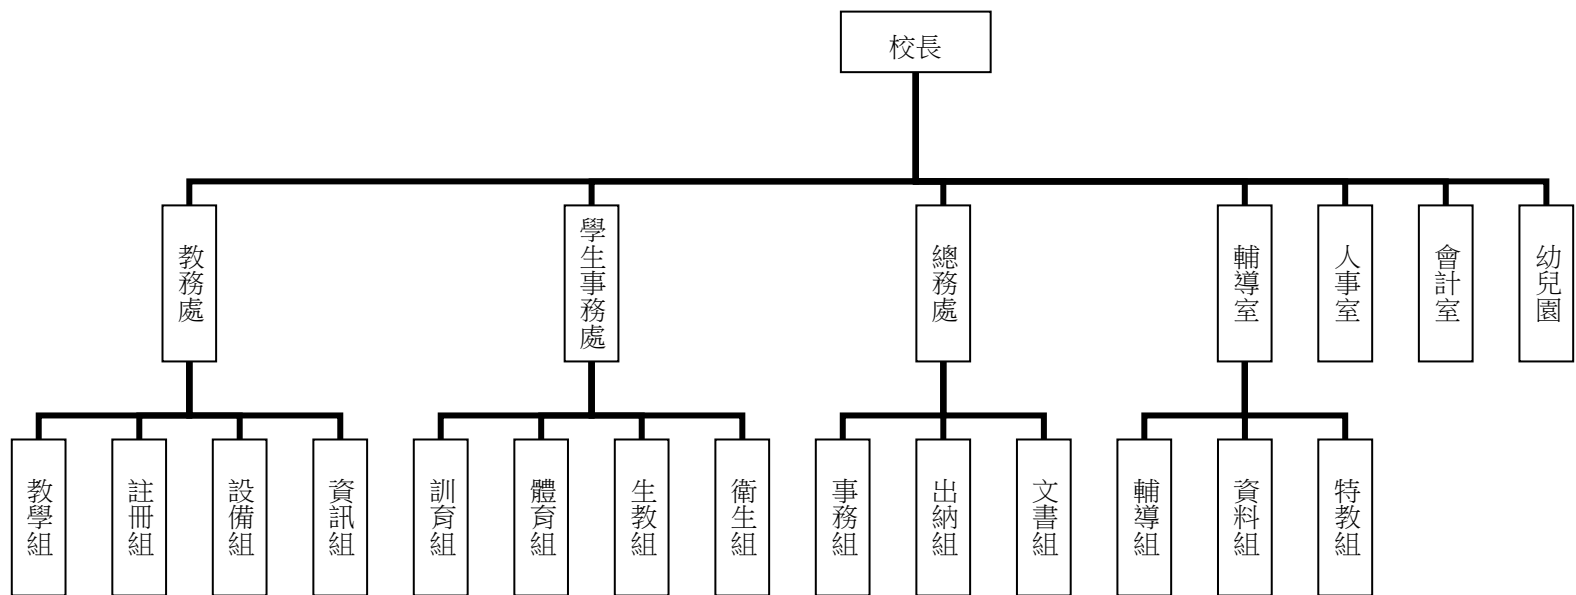 校長
教務處
學生事務處
總務處
輔導室
人事室
會計室
幼兒園
教學組
註冊組
設備組
資訊組
訓育組
體育組
生教組
衛生組
事務組
出納組
文書組
輔導組
資料組
特教組